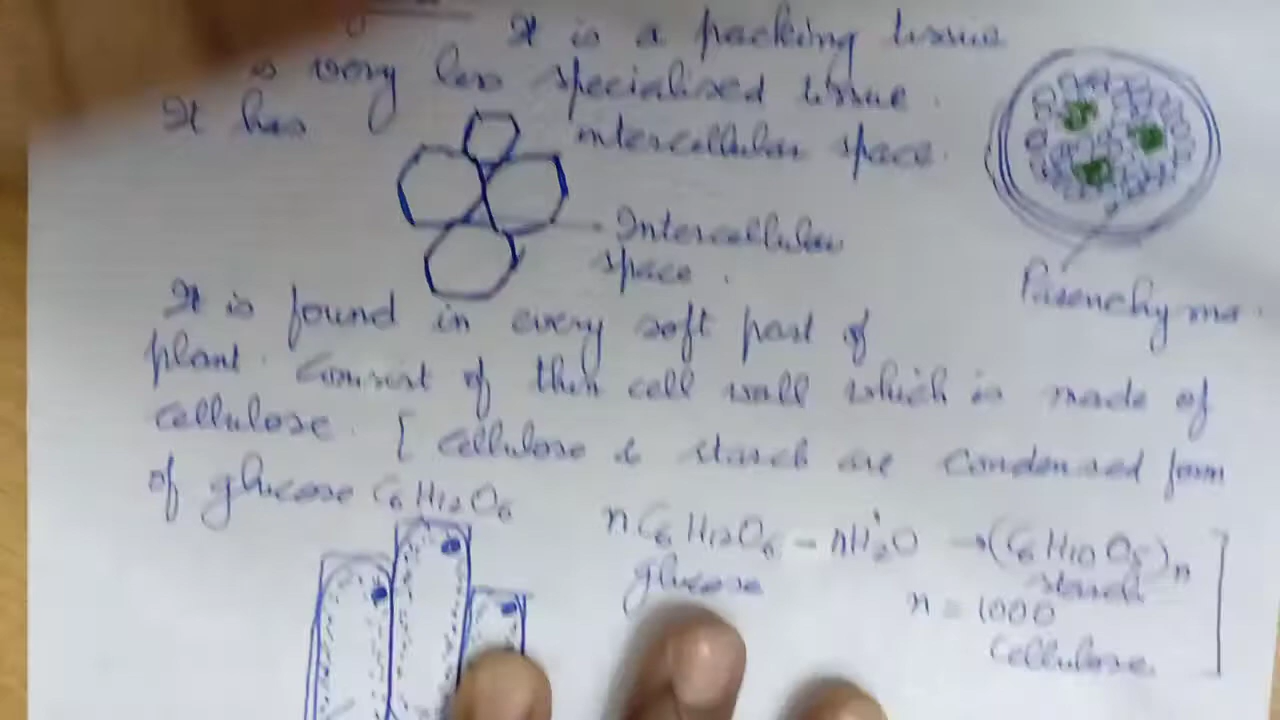 It is a packing tissue
is very less specialised tissue.
It has intercellular space.
Intercellular
space.
Parenchyma.
It is found in every soft part of
plant. Consist of thin cell wall which is made of
cellulose. [ Cellulose & starch are condensed form
of glucose C6H12O6
nC6H12O6 - nH2O → (C6H10O5)n ]
glucose
starch
n = 1000
Cellulose.